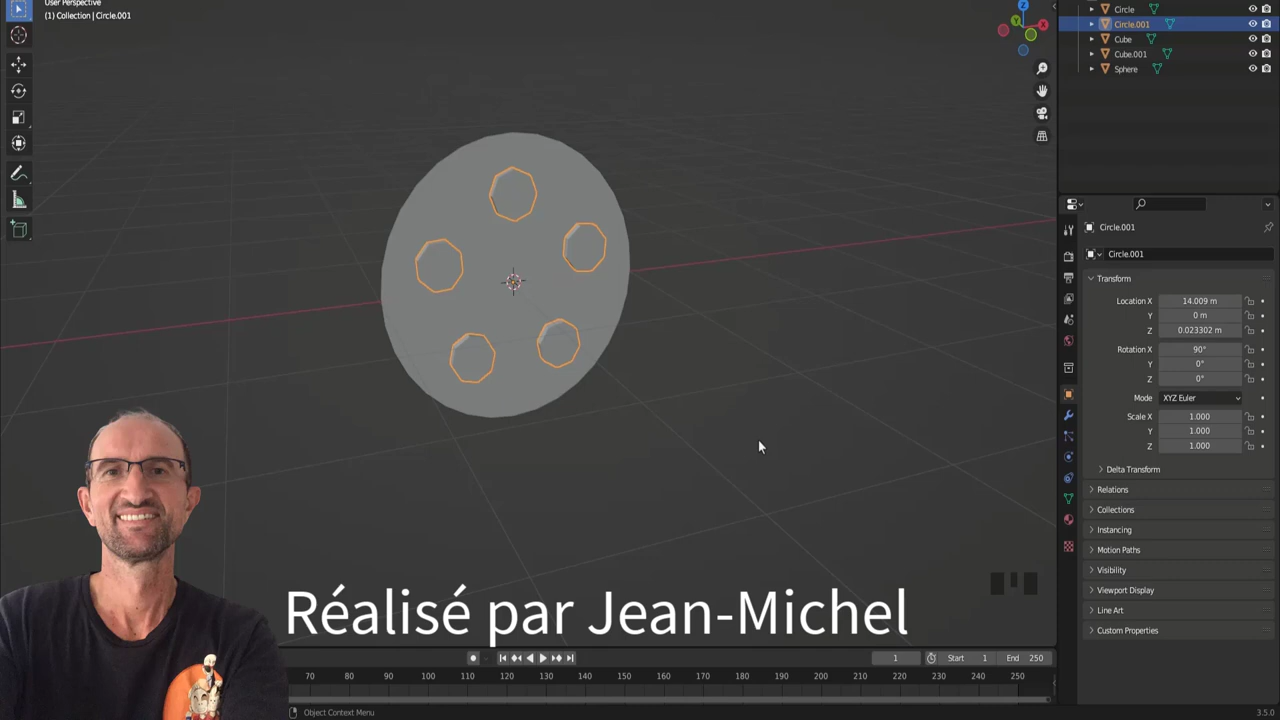 User Perspective
(1) Collection | Circle.001
Circle
Circle.001
Cube
Cube.001
Sphere
Circle.001
Circle.001
Transform
Location X 14.009 m
Y 0 m
Z 0.023302 m
Rotation X 90°
Y 0°
Z 0°
Mode XYZ Euler
Scale X 1.000
Y 1.000
Z 1.000
Delta Transform
Relations
Collections
Instancing
Motion Paths
Visibility
Viewport Display
Line Art
Custom Properties
Réalisé par Jean-Michel
1 Start 1 End 250
70 80 90 100 110 120 130 140 150 160 170 180 190 200 210 220 230 240 250
Object Context Menu
3.5.0